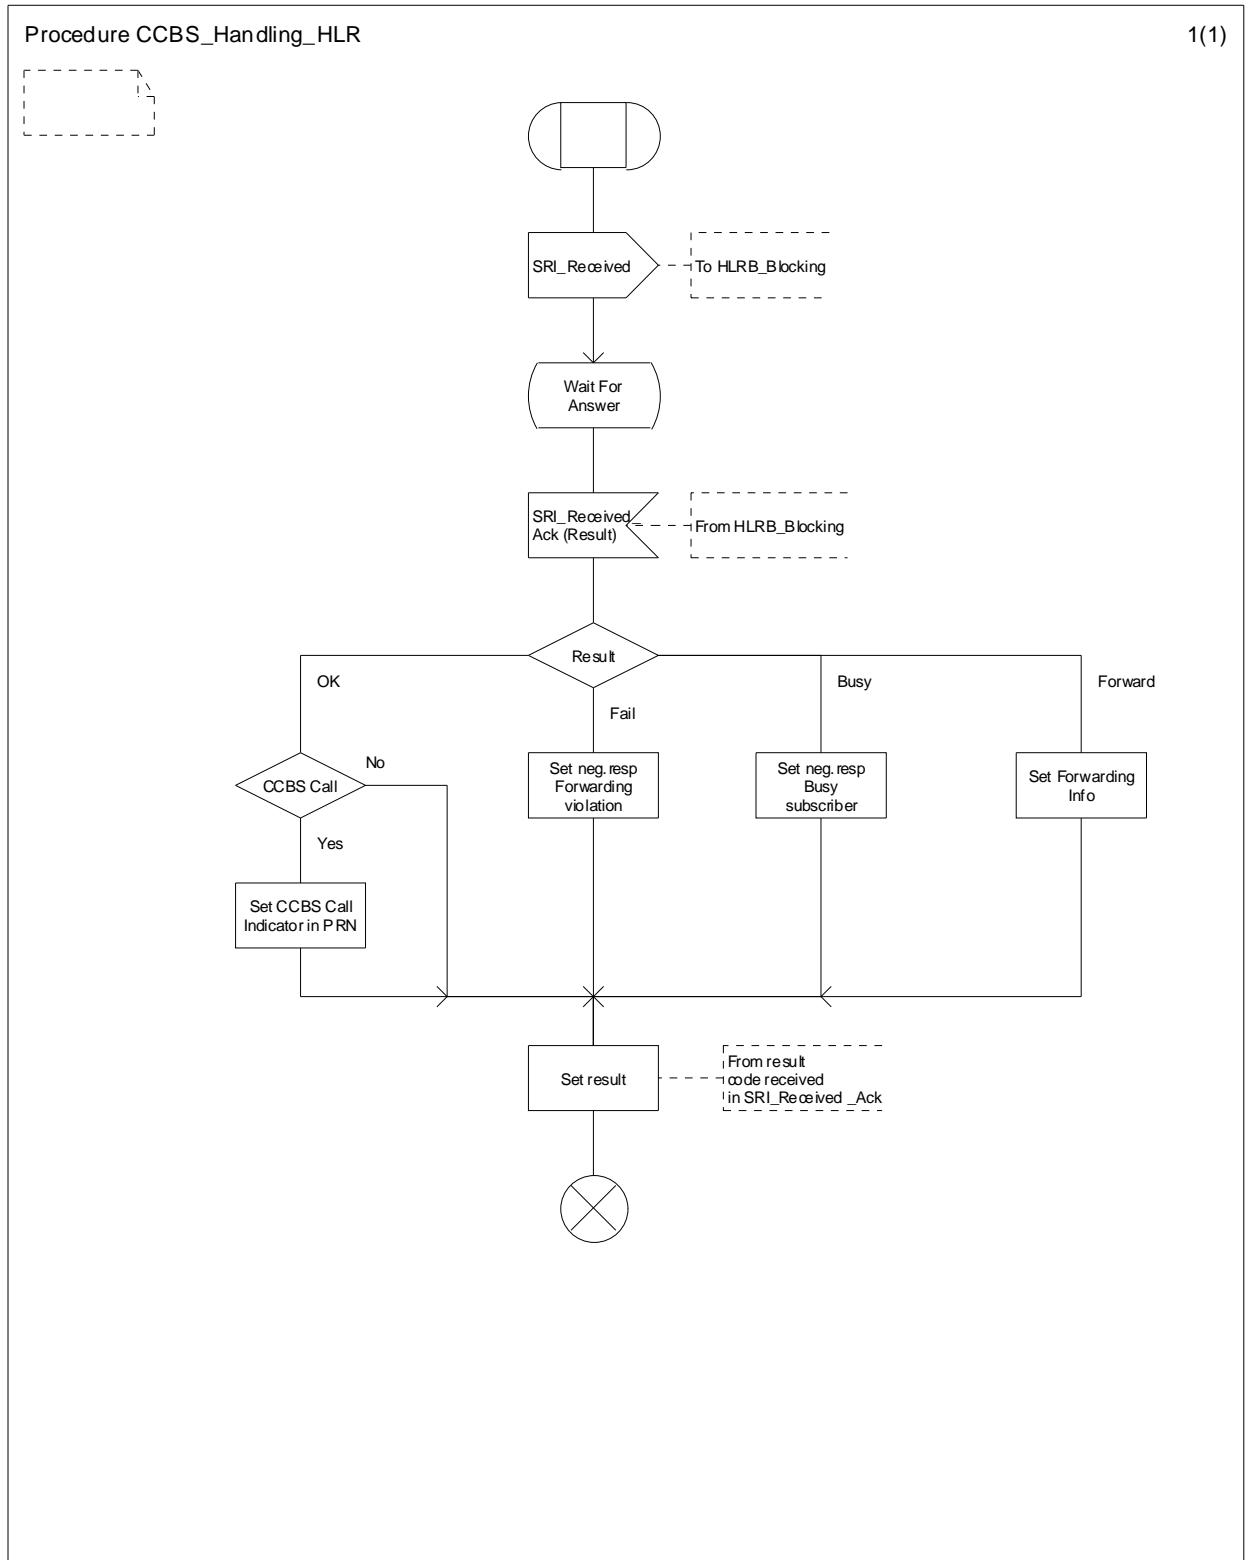 Procedure CCBS_Handling_HLR
1(1)
SRI_Received
To HLRB_Blocking
Wait For
Answer
SRI_Received_
Ack (Result)
From HLRB_Blocking
Result
OK
Busy
Forward
Fail
No
CCBS Call
Set neg.resp
Forwarding
violation
Set neg.resp
Busy
subscriber
Set Forwarding
Info
Yes
Set CCBS Call
Indicator in PRN
Set result
From result
code received
in SRI_Received _Ack